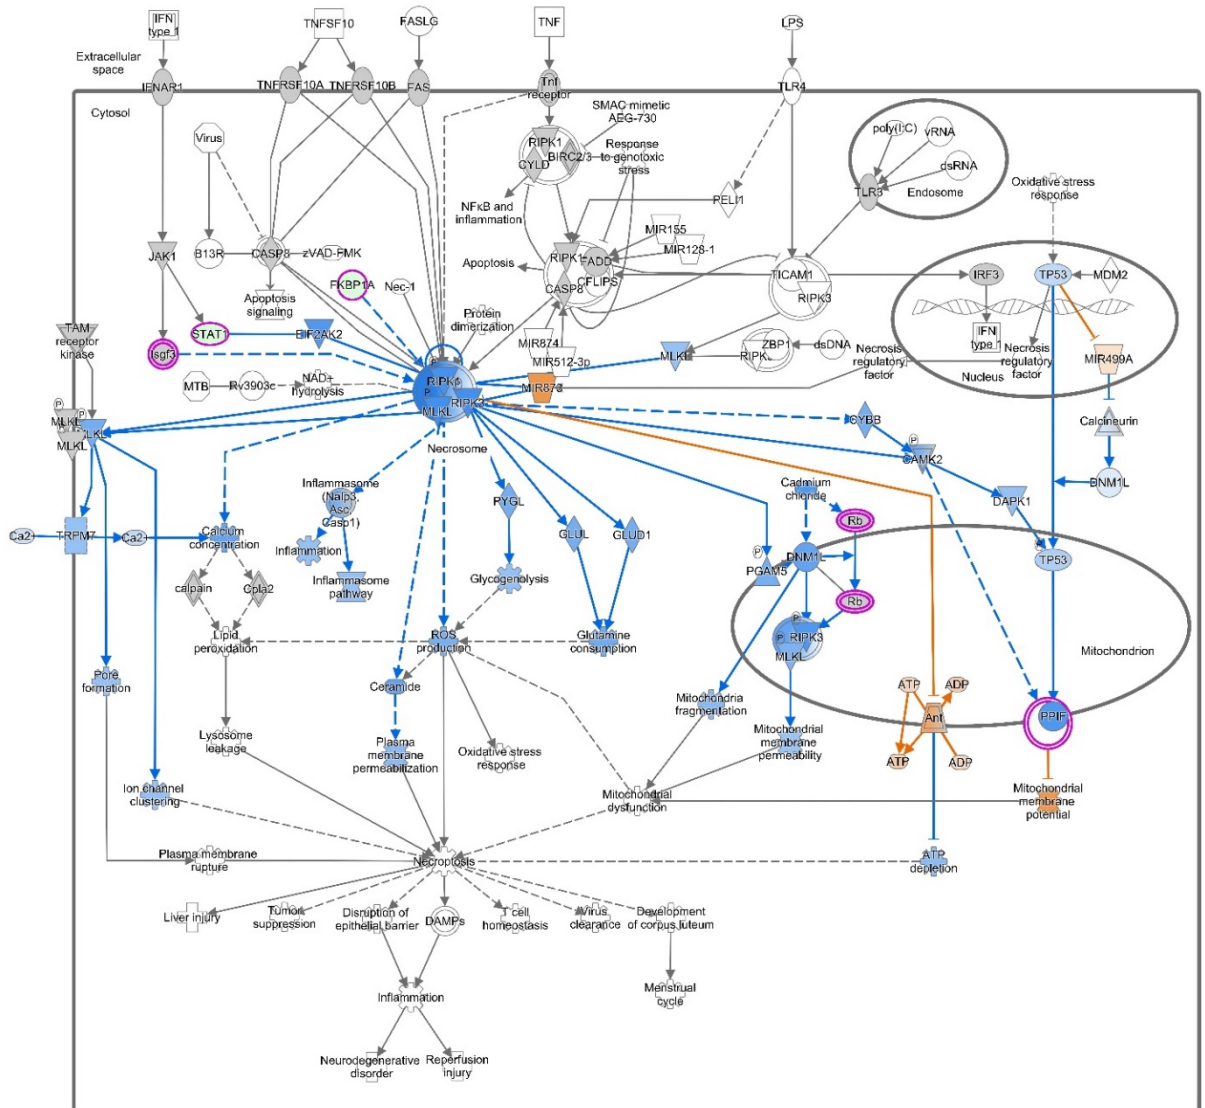 IFN
type 1
TNFSF10
FASLG
TNF
LPS
Extracellular
space
IFNAR1
TNFRSF10A
TNFRSF10B
FAS
Tnf
receptor
TLR4
Cytosol
SMAC mimetic
AEG-730
Virus
RIPK1
CYLD
BIRC2/3
Response
to genotoxic
stress
poly(I:C)
vRNA
dsRNA
TLR3
Endosome
Oxidative stress
response
NFκB and
inflammation
PELI1
MIR155
MIR128-1
JAK1
B13R
CASP8
zVAD-FMK
Apoptosis
RIPK1
FADD
CASP8
CFLIPS
TICAM1
RIPK3
IRF3
TP53
MDM2
FKBP1A
Nec-1
Apoptosis
signaling
Protein
dimerization
IFN
type 1
Necrosis
regulatory
factor
Nucleus
MIR499A
TAM
receptor
kinase
STAT1
EIF2AK2
Isgf3
MIR874
MIR512-3p
MLKL
ZBP1
dsDNA
Necrosis
regulatory
factor
MTB
Rv3903c
NAD+
hydrolysis
RIPK1
P
MLKL
RIPK3
MIR873
Necrosome
P
MLKL
MLKL
CYBB
P
CAMK2
Calcineurin
DNM1L
DAPK1
Ca2+
TRPM7
Ca2+
Calcium
concentration
Inflammasome
(Nalp3,
Asc,
Casp1)
PYGL
GLUL
GLUD1
Cadmium
chloride
Rb
Inflammation
Inflammasome
pathway
Glycogenolysis
P
PGAM5
DNM1L
TP53
calpain
Cpla2
Rb
Lipid
peroxidation
ROS
production
Glutamine
consumption
P
P
RIPK3
MLKL
Mitochondrion
Pore
formation
Ceramide
Mitochondria
fragmentation
ATP
ADP
Ant
PPIF
Lysosome
leakage
Plasma
membrane
permeabilization
Oxidative stress
response
Mitochondrial
membrane
permeability
ATP
ADP
Ion channel
clustering
Mitochondrial
dysfunction
Mitochondrial
membrane
potential
Plasma membrane
rupture
Necroptosis
ATP
depletion
Liver injury
Tumor
suppression
Disruption of
epithelial barrier
DAMPs
T cell
homeostasis
Virus
clearance
Development
of corpus luteum
Inflammation
Menstrual
cycle
Neurodegenerative
disorder
Reperfusion
injury